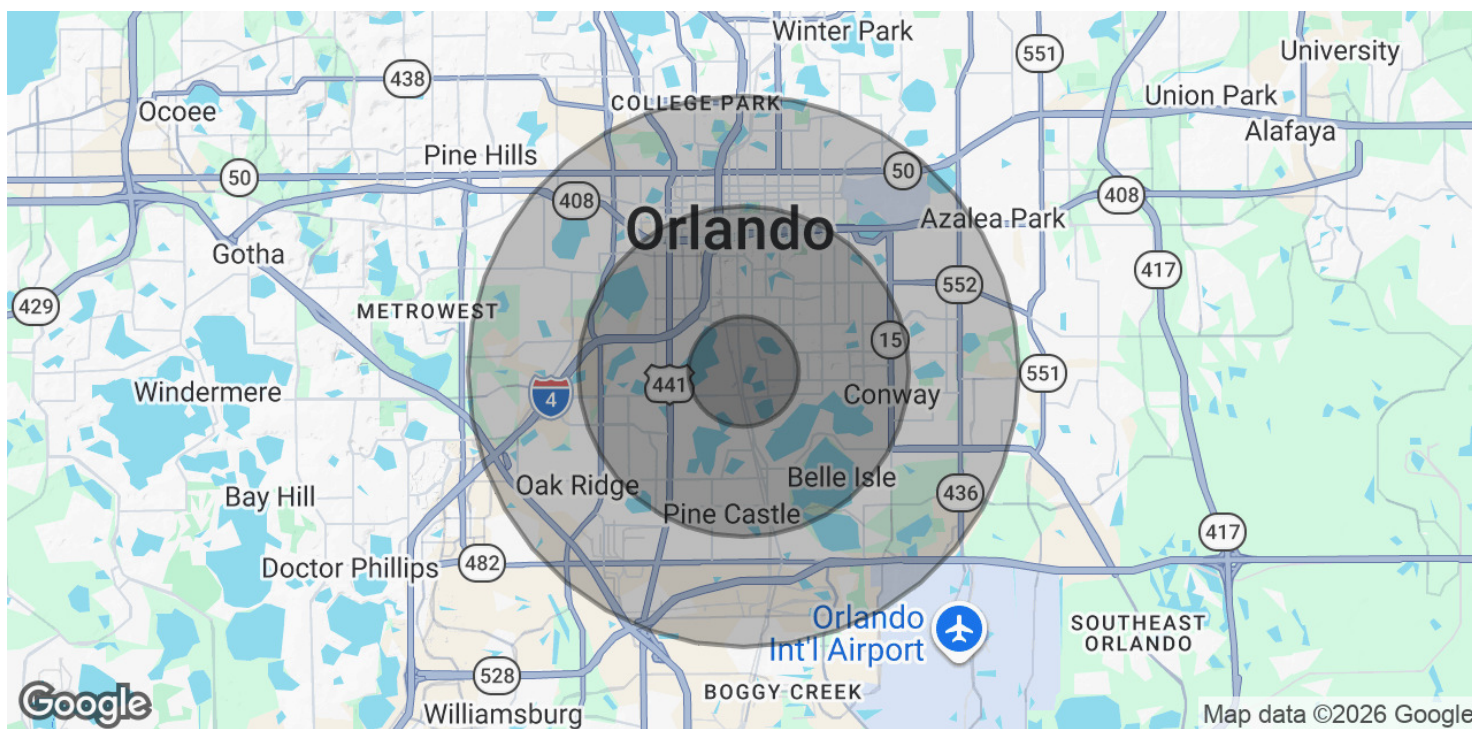 Winter Park
551
University
438
Union Park
COLLEGE PARK
Ocoee
Alafaya
Pine Hills
50
50
408
408
Orlando
Azalea Park
Gotha
417
552
429
METROWEST
15
551
441
4
Windermere
Conway
Belle Isle
Oak Ridge
436
Bay Hill
Pine Castle
417
Doctor Phillips
482
Orlando
Int'l Airport
SOUTHEAST
ORLANDO
528
BOGGY CREEK
Google
Williamsburg
Map data ©2026 Google